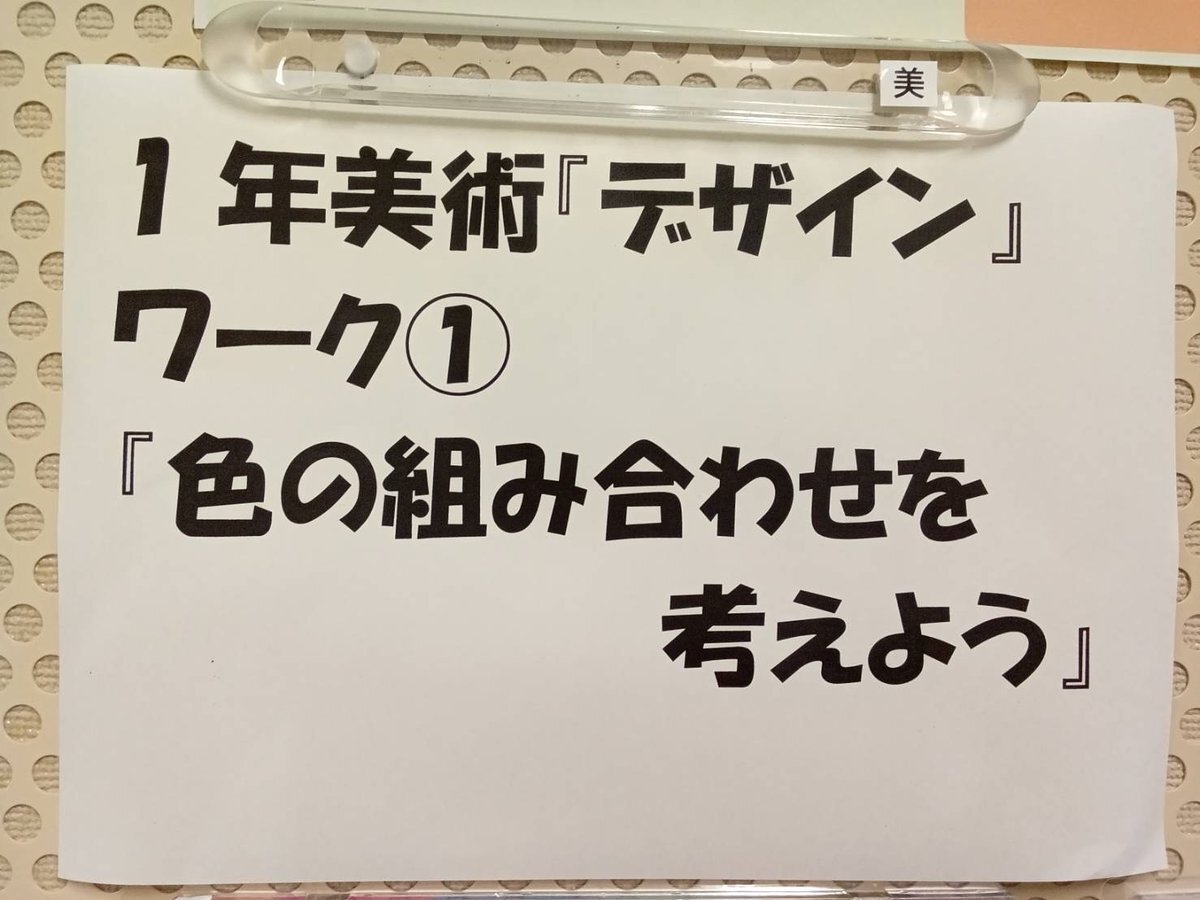 美
1年美術『デザイン』
ワーク①
『色の組み合わせを
考えよう』